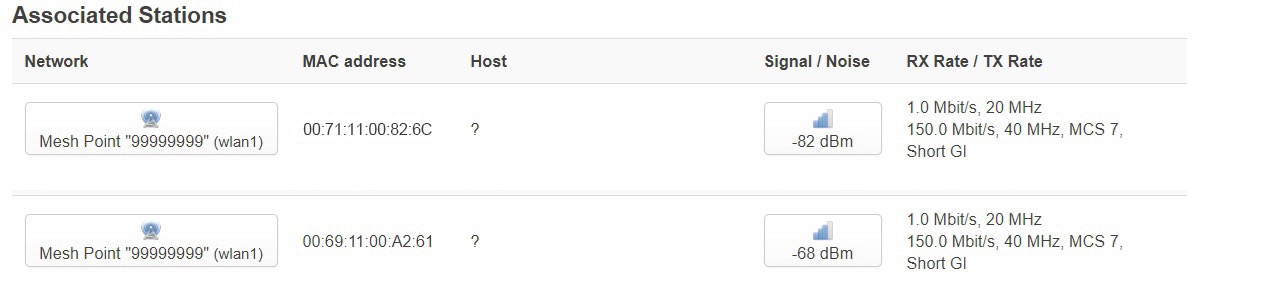 Associated Stations
Network MAC address Host Signal / Noise RX Rate / TX Rate
Mesh Point "99999999" (wlan1) 00:71:11:00:82:6C ? -82 dBm 1.0 Mbit/s, 20 MHz
150.0 Mbit/s, 40 MHz, MCS 7,
Short GI
Mesh Point "99999999" (wlan1) 00:69:11:00:A2:61 ? -68 dBm 1.0 Mbit/s, 20 MHz
150.0 Mbit/s, 40 MHz, MCS 7,
Short GI